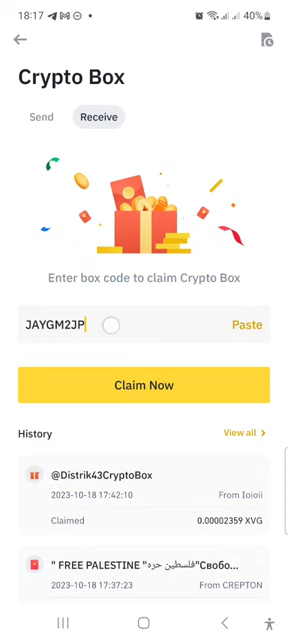 18:17
40%
Crypto Box
Send Receive
Enter box code to claim Crypto Box
JAYGM2JP Paste
Claim Now
History View all >
@Distrik43CryptoBox
2023-10-18 17:42:10 From Ioioii
Claimed 0.00002359 XVG
" FREE PALESTINE "فلسطين حره"Свобо...
2023-10-18 17:37:23 From CREPTON